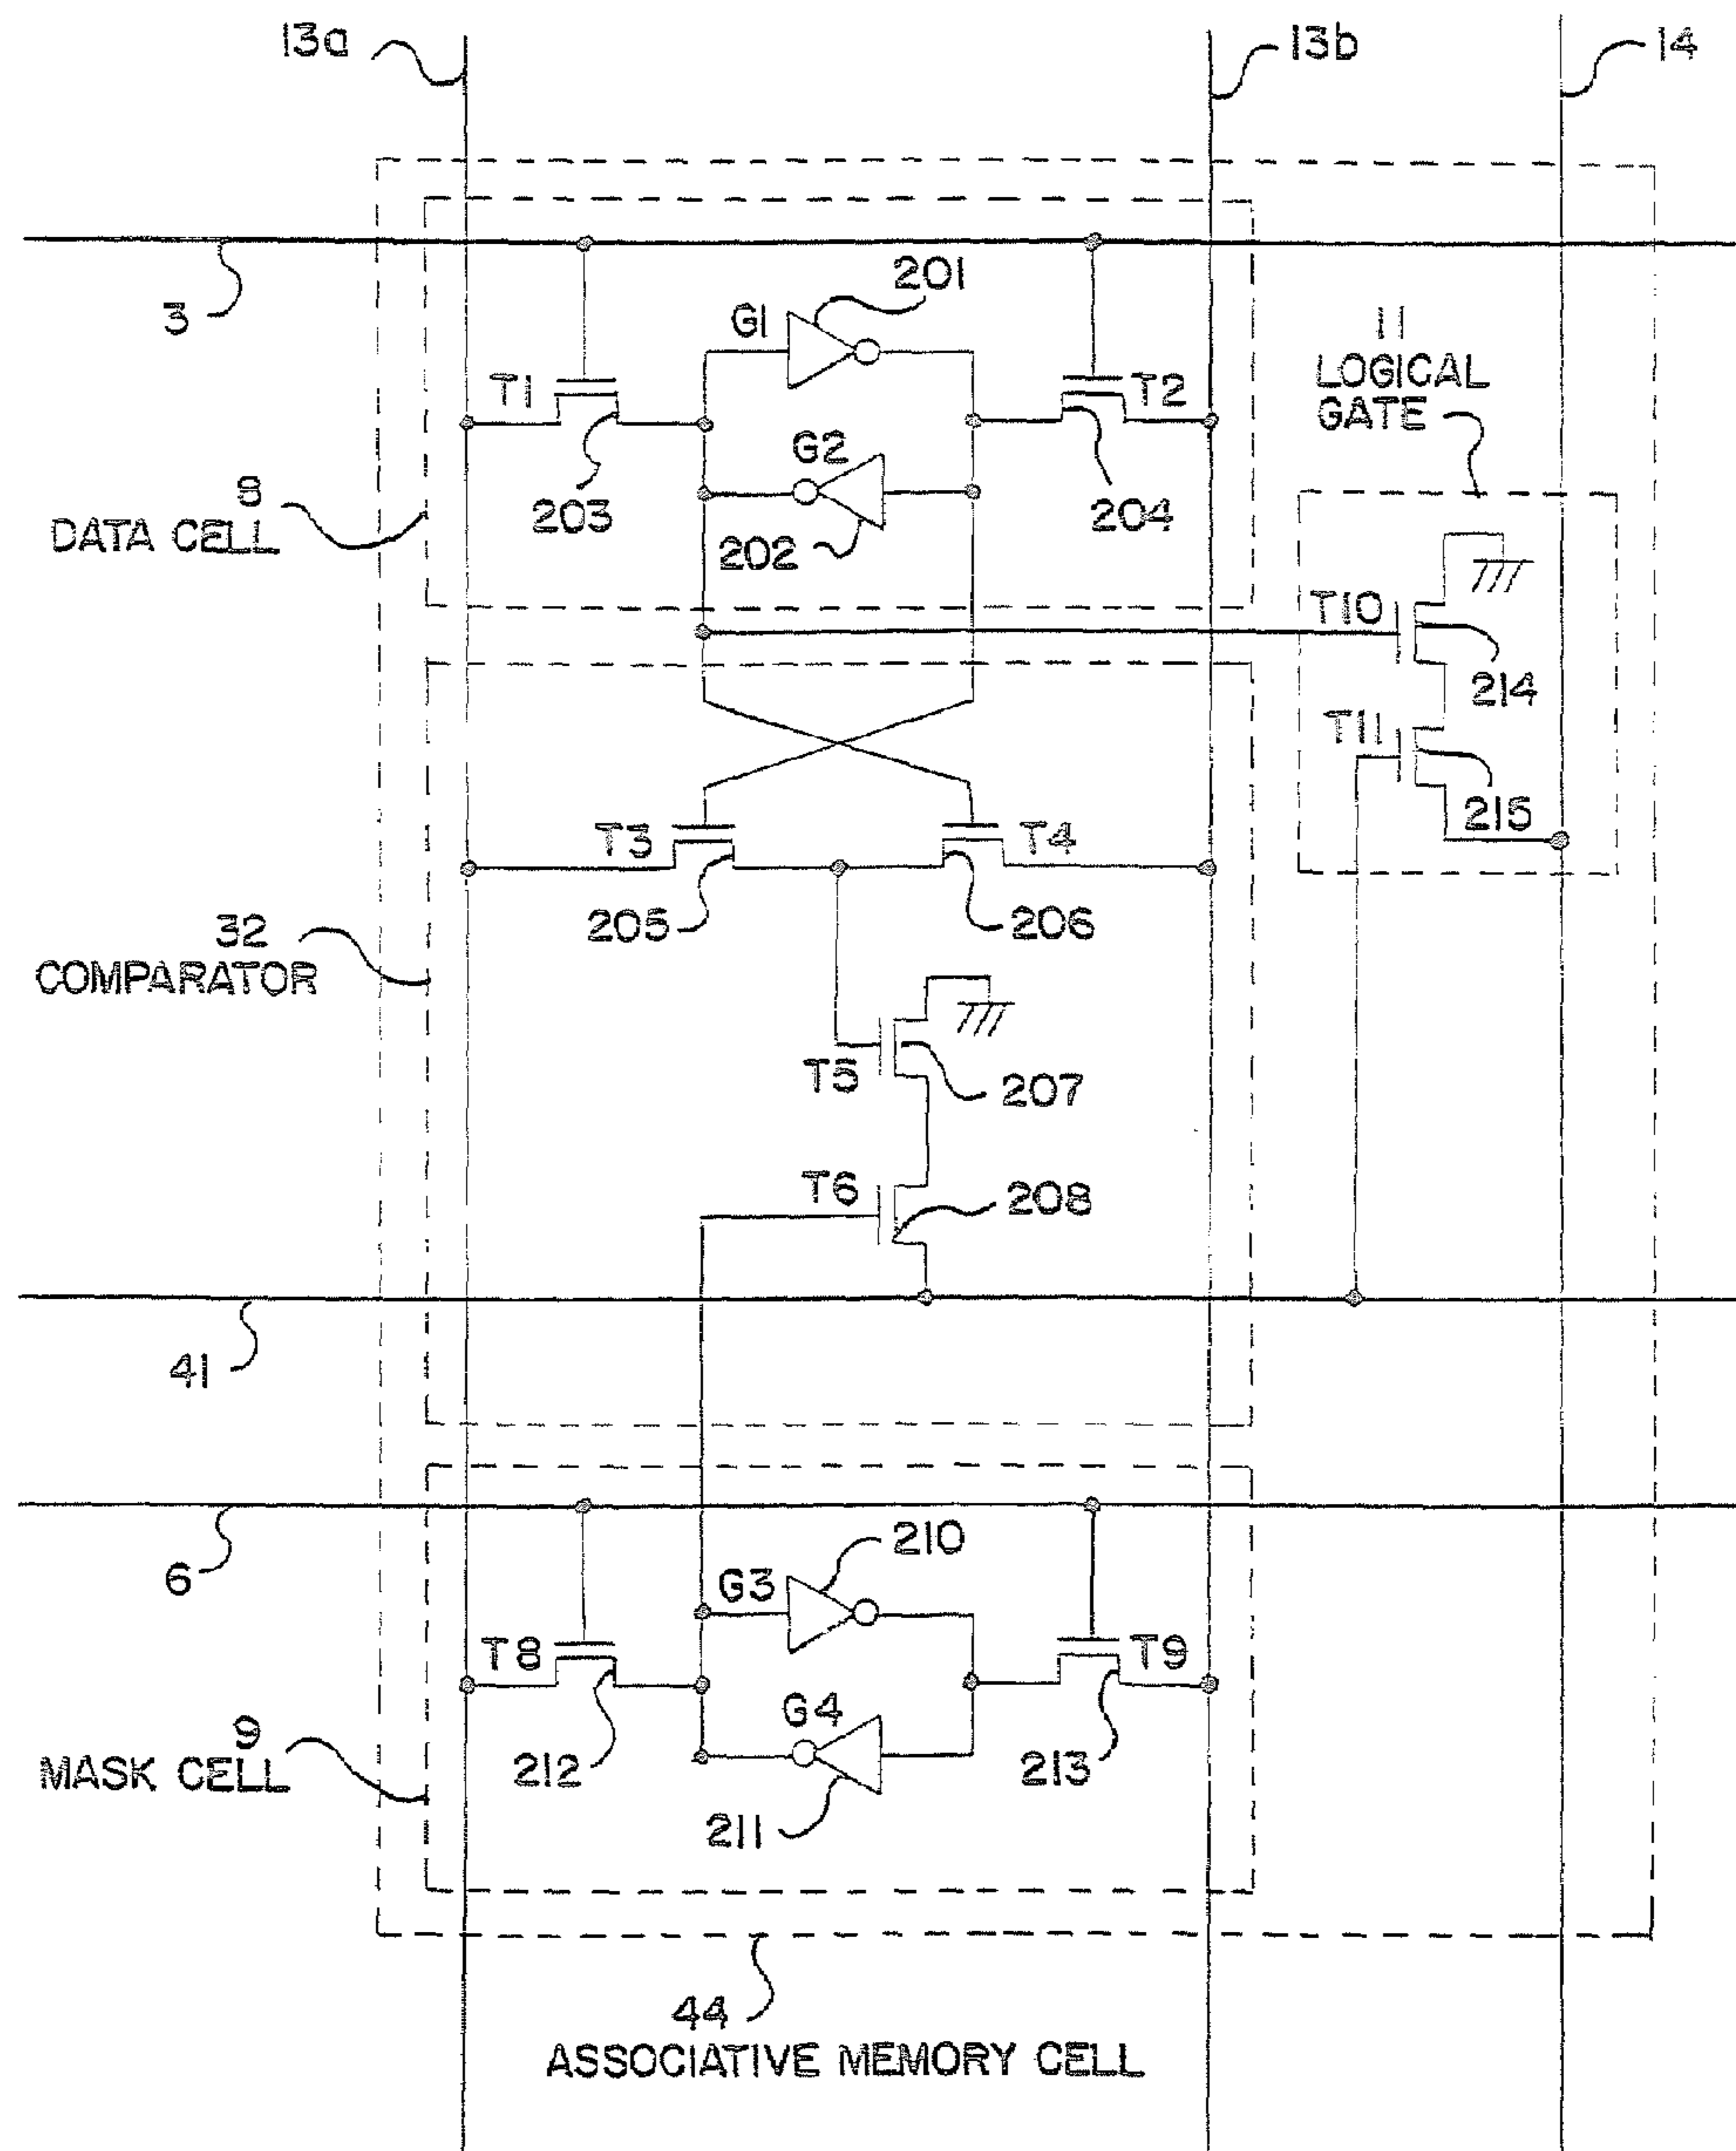 13a
13b
14
3
201
G1
11
LOGICAL
GATE
T1
T2
G2
8
DATA CELL
203
202
204
T10
214
T11
215
T3
T4
205
206
32
COMPARATOR
T5
207
T6
208
41
6
210
G3
T8
T9
G4
9
MASK CELL
212
213
211
44
ASSOCIATIVE MEMORY CELL